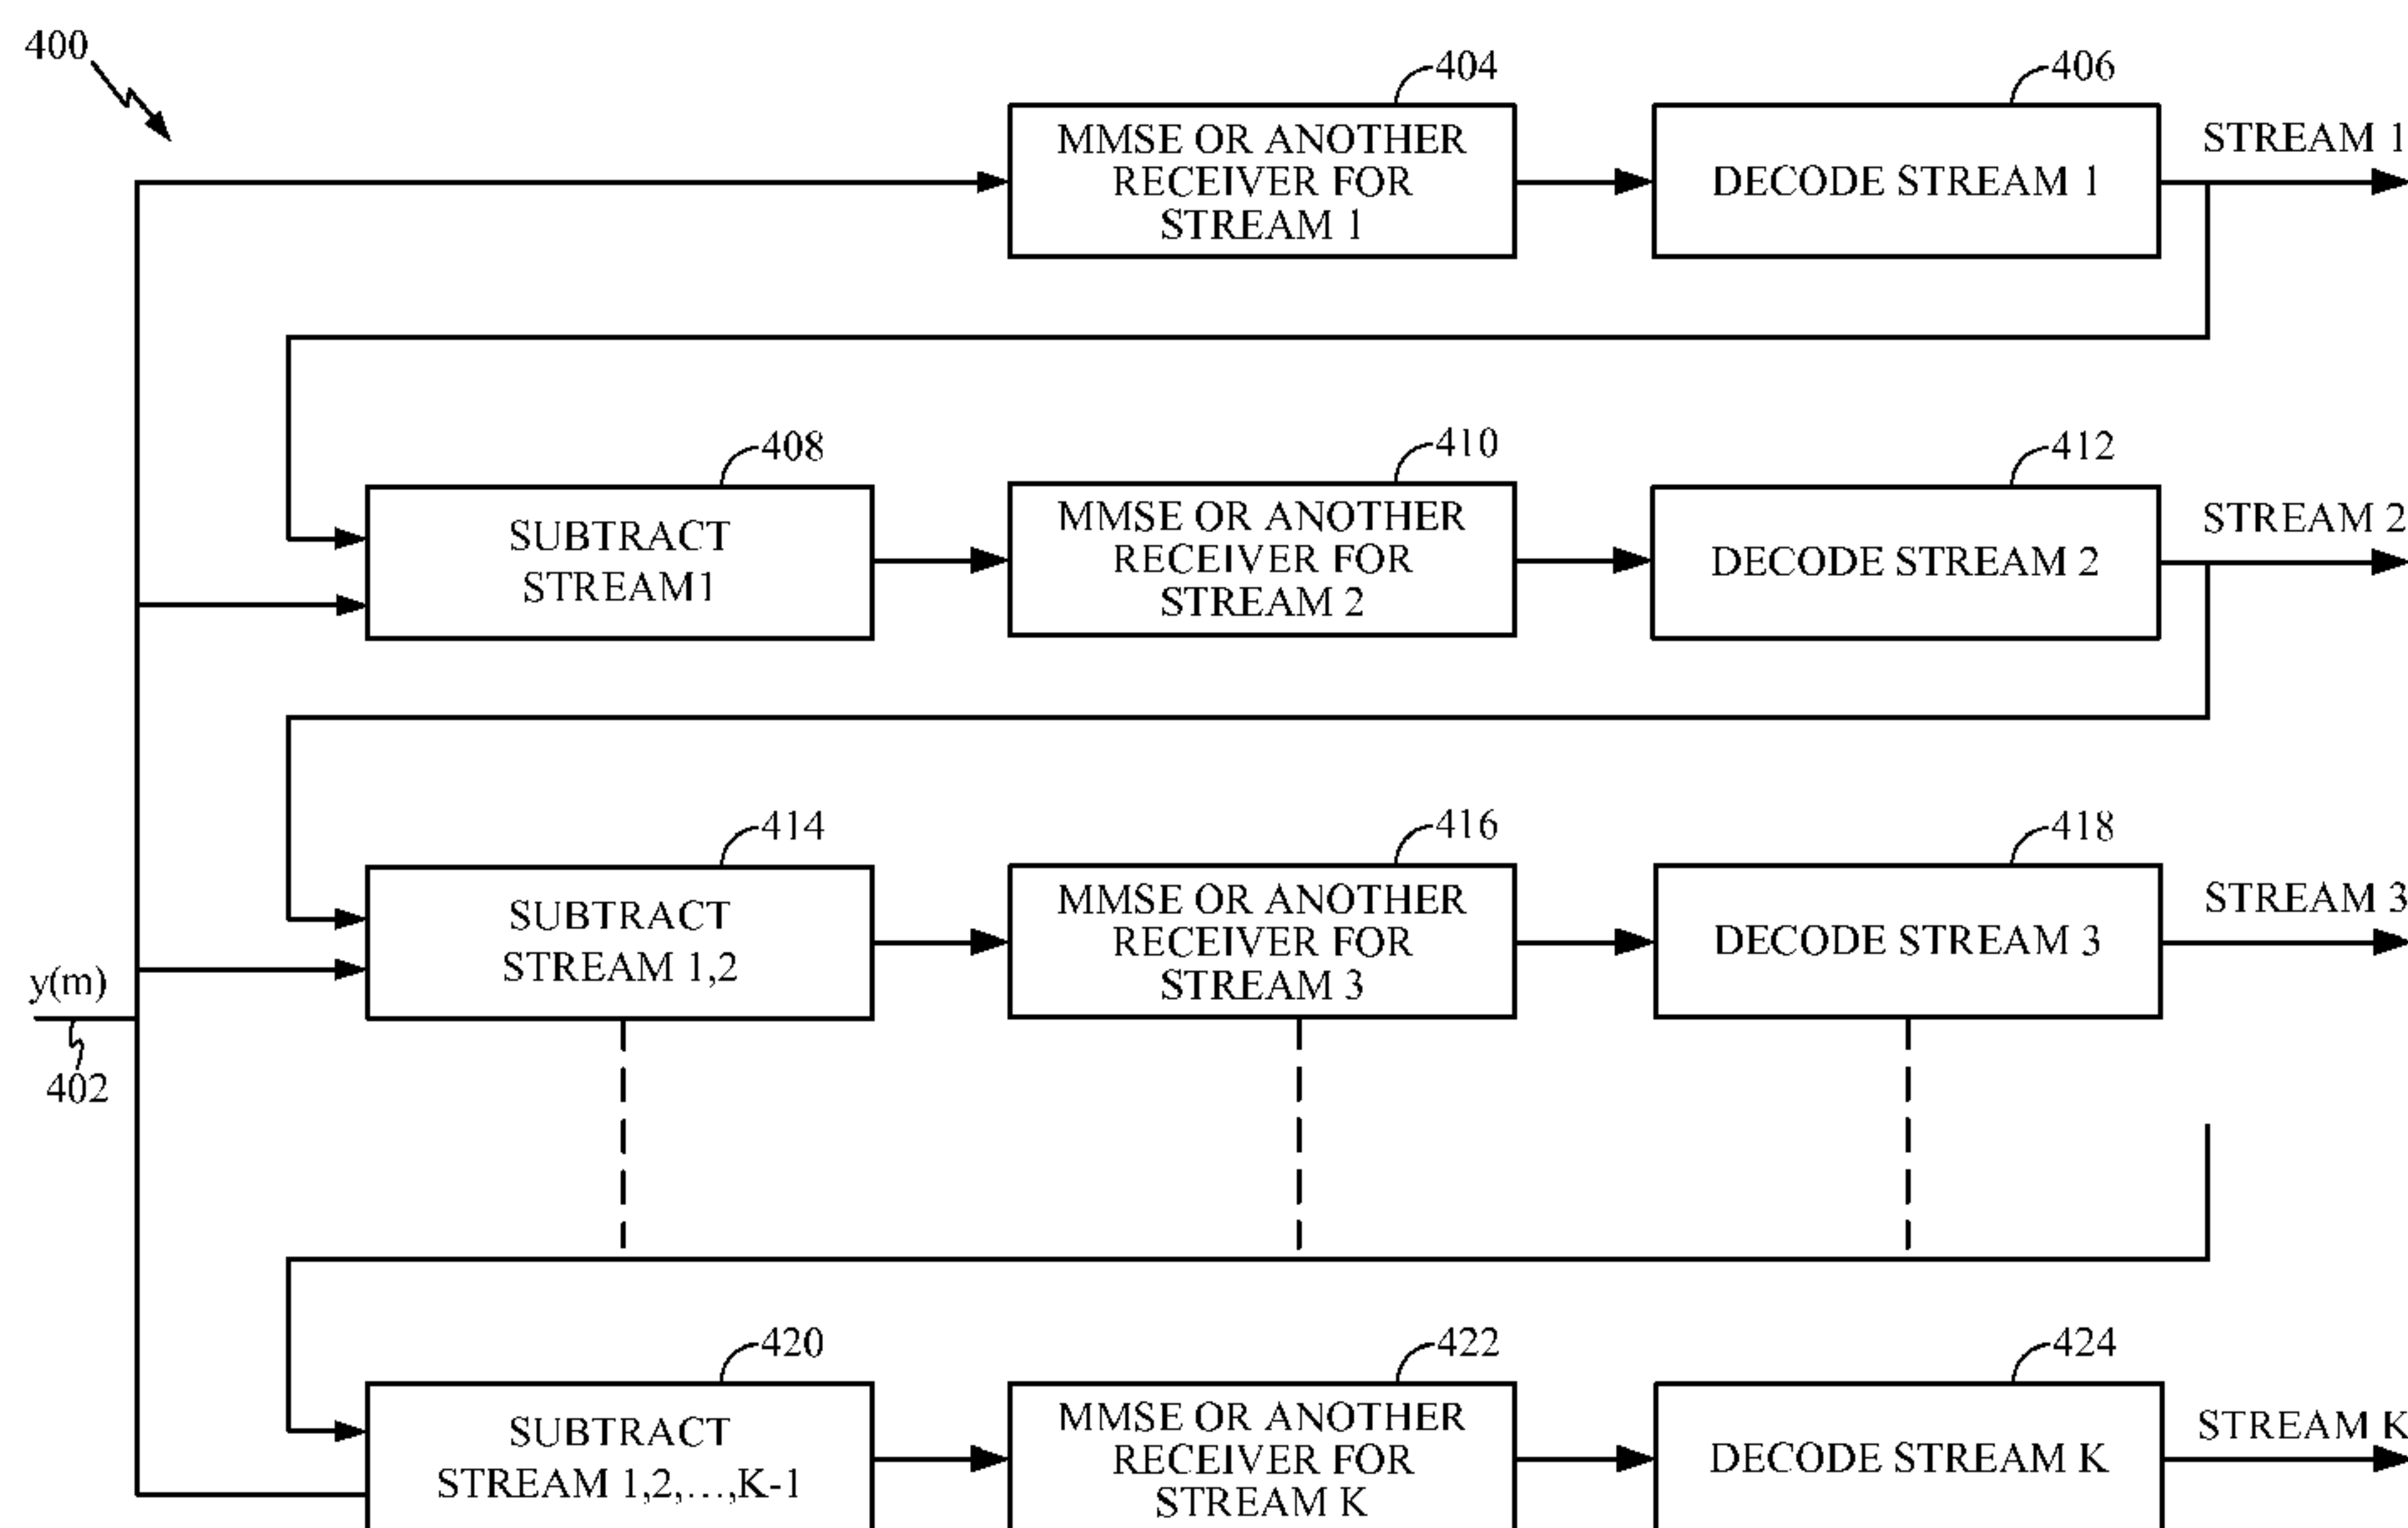 400
404
406
MMSE OR ANOTHER
RECEIVER FOR
STREAM 1
DECODE STREAM 1
STREAM 1
408
410
412
SUBTRACT
STREAM1
MMSE OR ANOTHER
RECEIVER FOR
STREAM 2
DECODE STREAM 2
STREAM 2
414
416
418
SUBTRACT
STREAM 1,2
MMSE OR ANOTHER
RECEIVER FOR
STREAM 3
DECODE STREAM 3
STREAM 3
y(m)
402
420
422
424
SUBTRACT
STREAM 1,2,...,K-1
MMSE OR ANOTHER
RECEIVER FOR
STREAM K
DECODE STREAM K
STREAM K